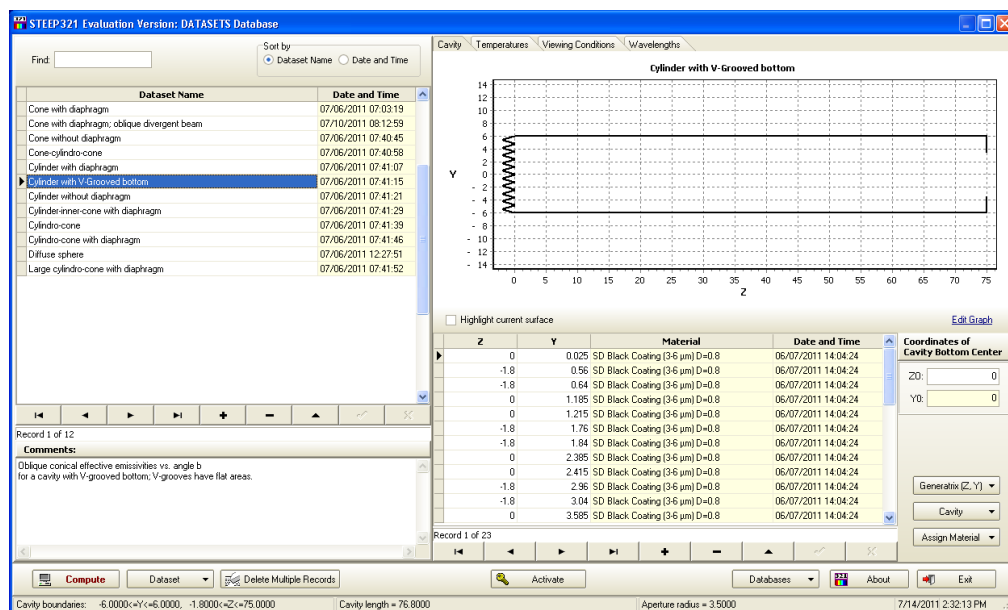 STEEP321 Evaluation Version: DATASETS Database
Find:
Sort by
Dataset Name Date and Time
Dataset Name Date and Time
Cone with diaphragm 07/06/2011 07:03:19
Cone with diaphragm; oblique divergent beam 07/10/2011 08:12:59
Cone without diaphragm 07/06/2011 07:40:45
Cone-cylindro-cone 07/06/2011 07:40:58
Cylinder with diaphragm 07/06/2011 07:41:07
Cylinder with V-Grooved bottom 07/06/2011 07:41:15
Cylinder without diaphragm 07/06/2011 07:41:21
Cylinder-inner-cone with diaphragm 07/06/2011 07:41:29
Cylindro-cone 07/06/2011 07:41:39
Cylindro-cone with diaphragm 07/06/2011 07:41:46
Diffuse sphere 07/06/2011 12:27:51
Large cylindro-cone with diaphragm 07/06/2011 07:41:52
Record 1 of 12
Comments:
Oblique conical effective emissivities vs. angle b
for a cavity with V-grooved bottom; V-grooves have flat areas.
Cavity Temperatures Viewing Conditions Wavelengths
Cylinder with V-Grooved bottom
14
12
10
8
6
4
2
Y 0
- 2
- 4
- 6
- 8
- 10
- 12
- 14
0 5 10 15 20 25 30 35 40 45 50 55 60 65 70 75
Z
Highlight current surface Edit Graph
Z Y Material Date and Time
0 0.025 SD Black Coating (3-6 µm) D=0.8 06/07/2011 14:04:24
-1.8 0.56 SD Black Coating (3-6 µm) D=0.8 06/07/2011 14:04:24
-1.8 0.64 SD Black Coating (3-6 µm) D=0.8 06/07/2011 14:04:24
0 1.185 SD Black Coating (3-6 µm) D=0.8 06/07/2011 14:04:24
0 1.215 SD Black Coating (3-6 µm) D=0.8 06/07/2011 14:04:24
-1.8 1.76 SD Black Coating (3-6 µm) D=0.8 06/07/2011 14:04:24
-1.8 1.84 SD Black Coating (3-6 µm) D=0.8 06/07/2011 14:04:24
0 2.385 SD Black Coating (3-6 µm) D=0.8 06/07/2011 14:04:24
0 2.415 SD Black Coating (3-6 µm) D=0.8 06/07/2011 14:04:24
-1.8 2.96 SD Black Coating (3-6 µm) D=0.8 06/07/2011 14:04:24
-1.8 3.04 SD Black Coating (3-6 µm) D=0.8 06/07/2011 14:04:24
0 3.585 SD Black Coating (3-6 µm) D=0.8 06/07/2011 14:04:24
Record 1 of 23
Coordinates of
Cavity Bottom Center
Z0: 0
Y0: 0
Generatrix (Z, Y)
Cavity
Assign Material
Compute Dataset Delete Multiple Records Activate Databases 321 About Exit
Cavity boundaries: -6.0000<=Y<=6.0000, -1.8000<=Z<=75.0000 Cavity length = 76.8000 Aperture radius = 3.5000 7/14/2011 2:32:13 PM